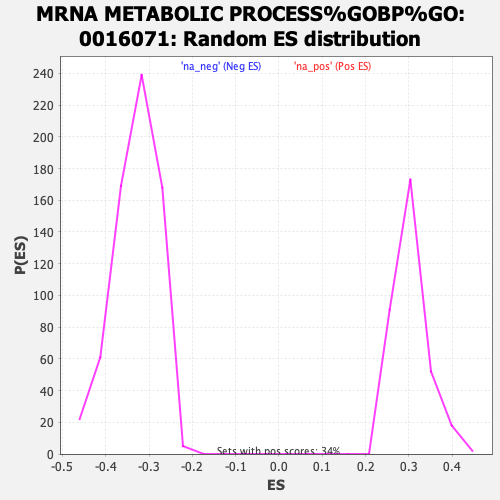 MRNA METABOLIC PROCESS%GOBP%GO:
0016071: Random ES distribution
'na_neg' (Neg ES) 'na_pos' (Pos ES)
240
220
200
180
160
140
120
100
80
60
40
20
0
P(ES)
Sets with pos scores: 34%
-0.5 -0.4 -0.3 -0.2 -0.1 0.0 0.1 0.2 0.3 0.4
ES